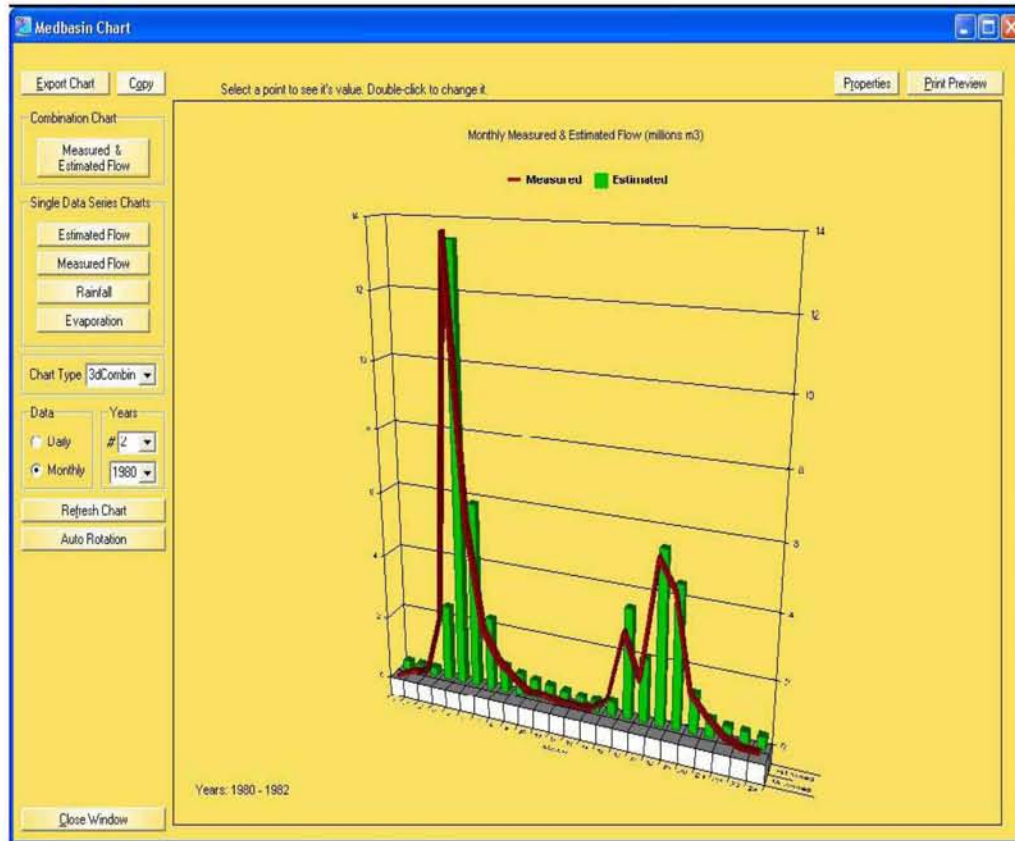 Medbasin Chart
Export Chart
Copy
Select a point to see it's value. Double-click to change it.
Properties
Print Preview
Combination Chart
Measured &
Estimated Flow
Single Data Series Charts
Estimated Flow
Measured Flow
Rainfall
Evaporation
Chart Type 3dCombin
Data
Daily
Monthly
Years
# 2
1980
Refresh Chart
Auto Rotation
Close Window
Monthly Measured & Estimated Flow (millions m3)
Measured Estimated
14
12
10
8
6
4
2
0
14
12
10
8
6
4
2
0
Years: 1980 - 1982